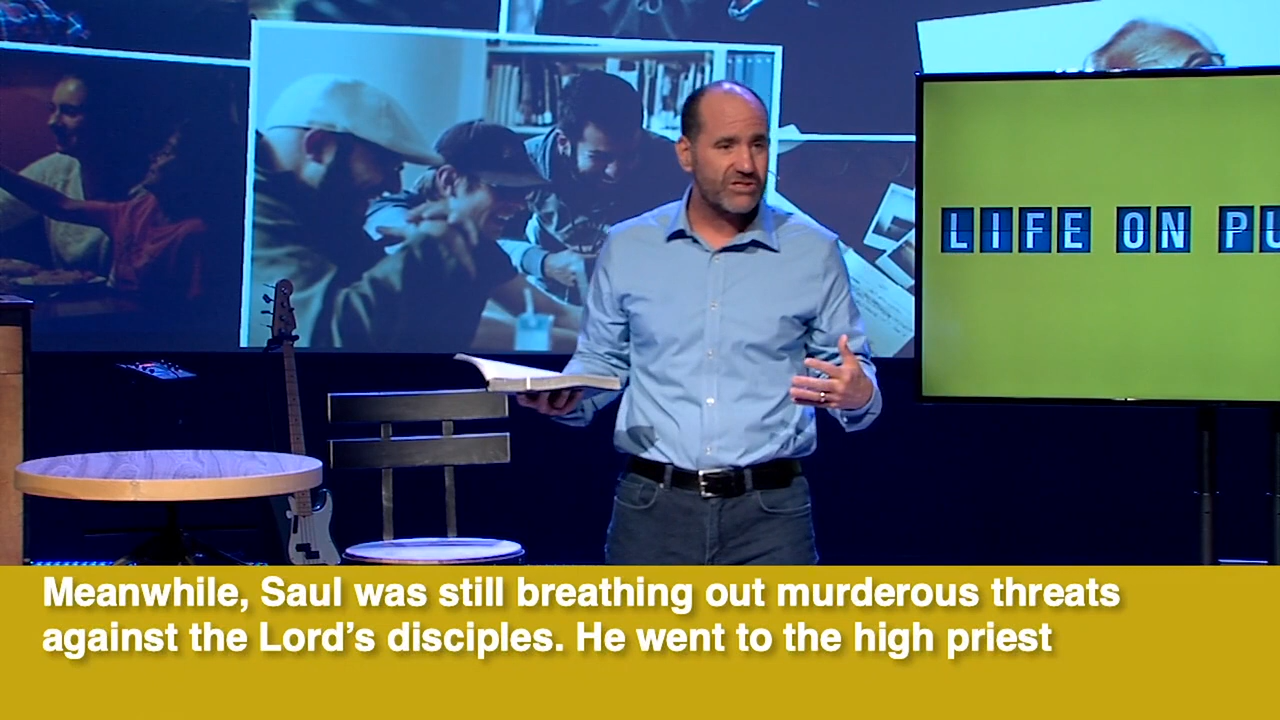 LIFE ON PU
Meanwhile, Saul was still breathing out murderous threats
against the Lord’s disciples. He went to the high priest